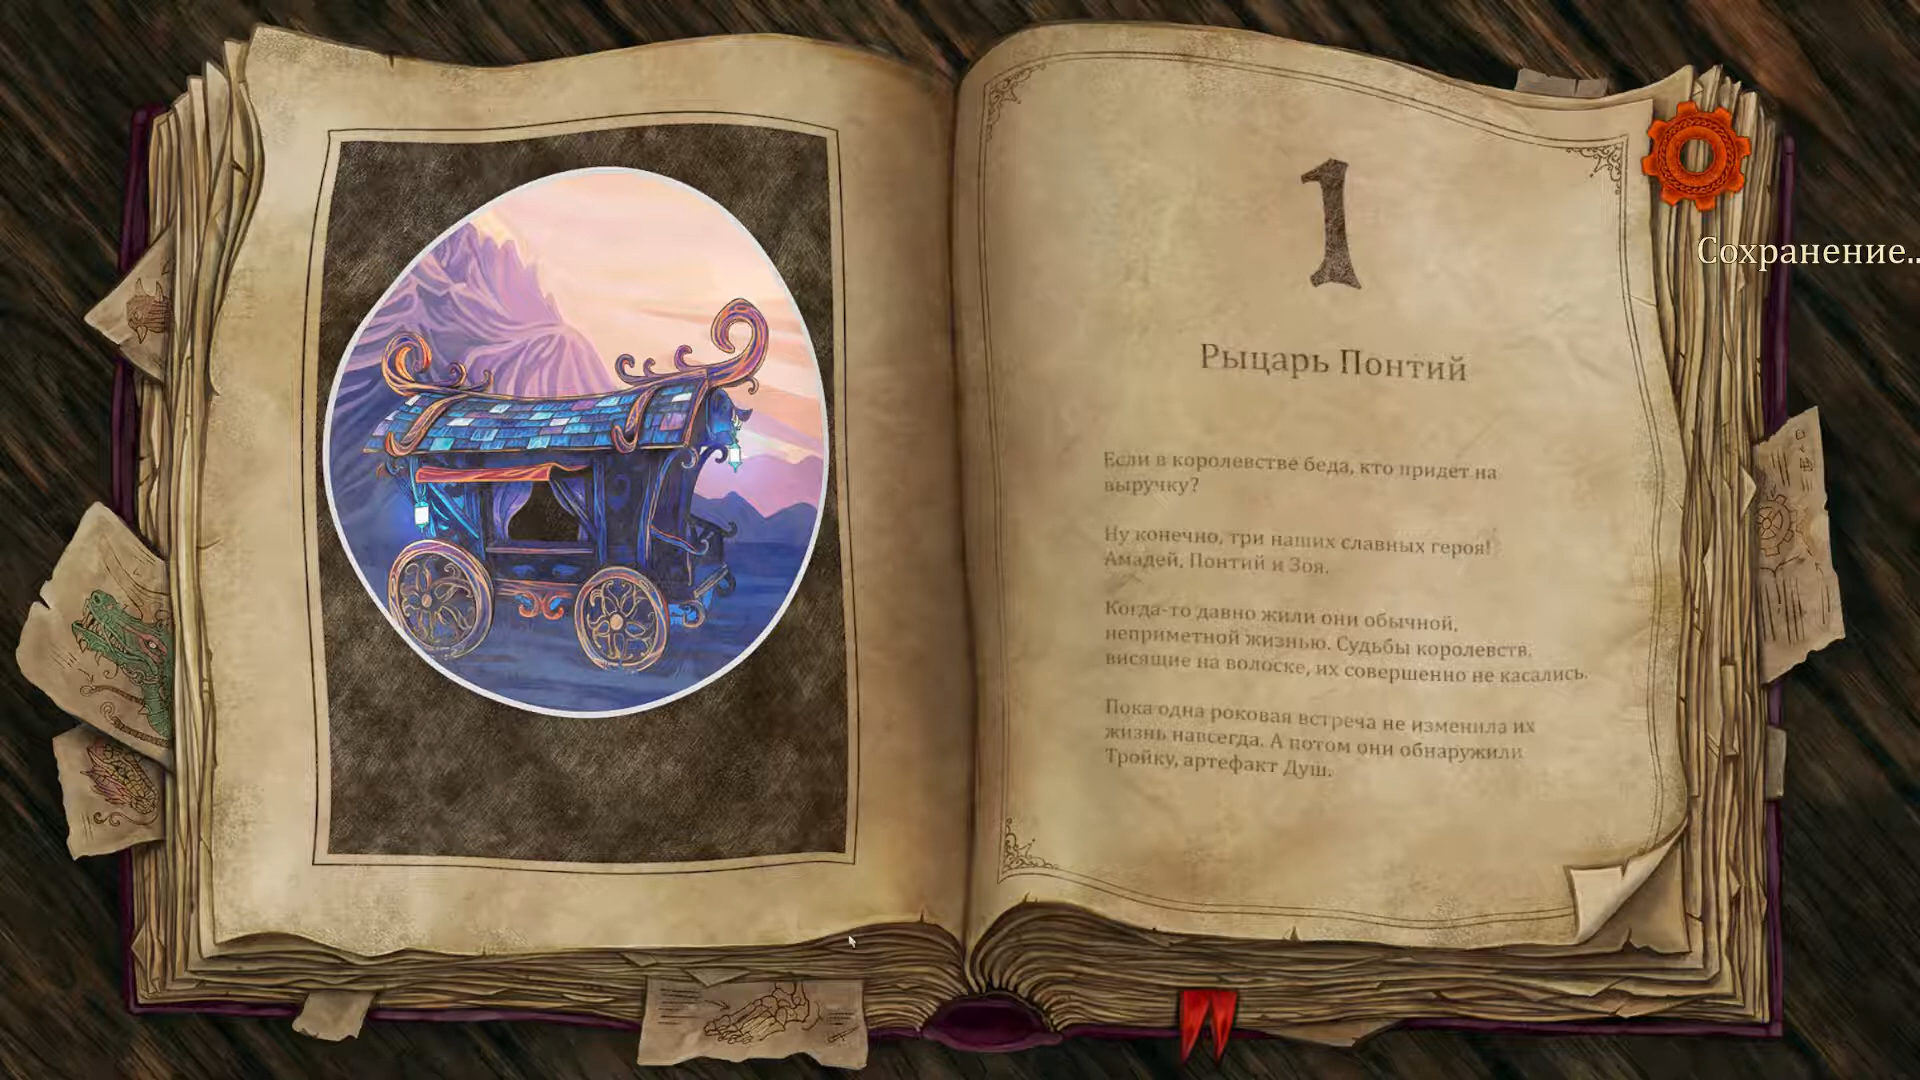 1
Сохранение..
Рыцарь Понтий
Если в королевстве беда, кто придет на
выручку?
Ну конечно, три наших славных героя!
Амадей, Понтий и Зоя.
Когда-то давно жили они обычной,
неприметной жизнью. Судьбы королевств,
висящие на волоске, их совершенно не касались.
Пока одна роковая встреча не изменила их
жизнь навсегда. А потом они обнаружили
Тройку, артефакт Душ.